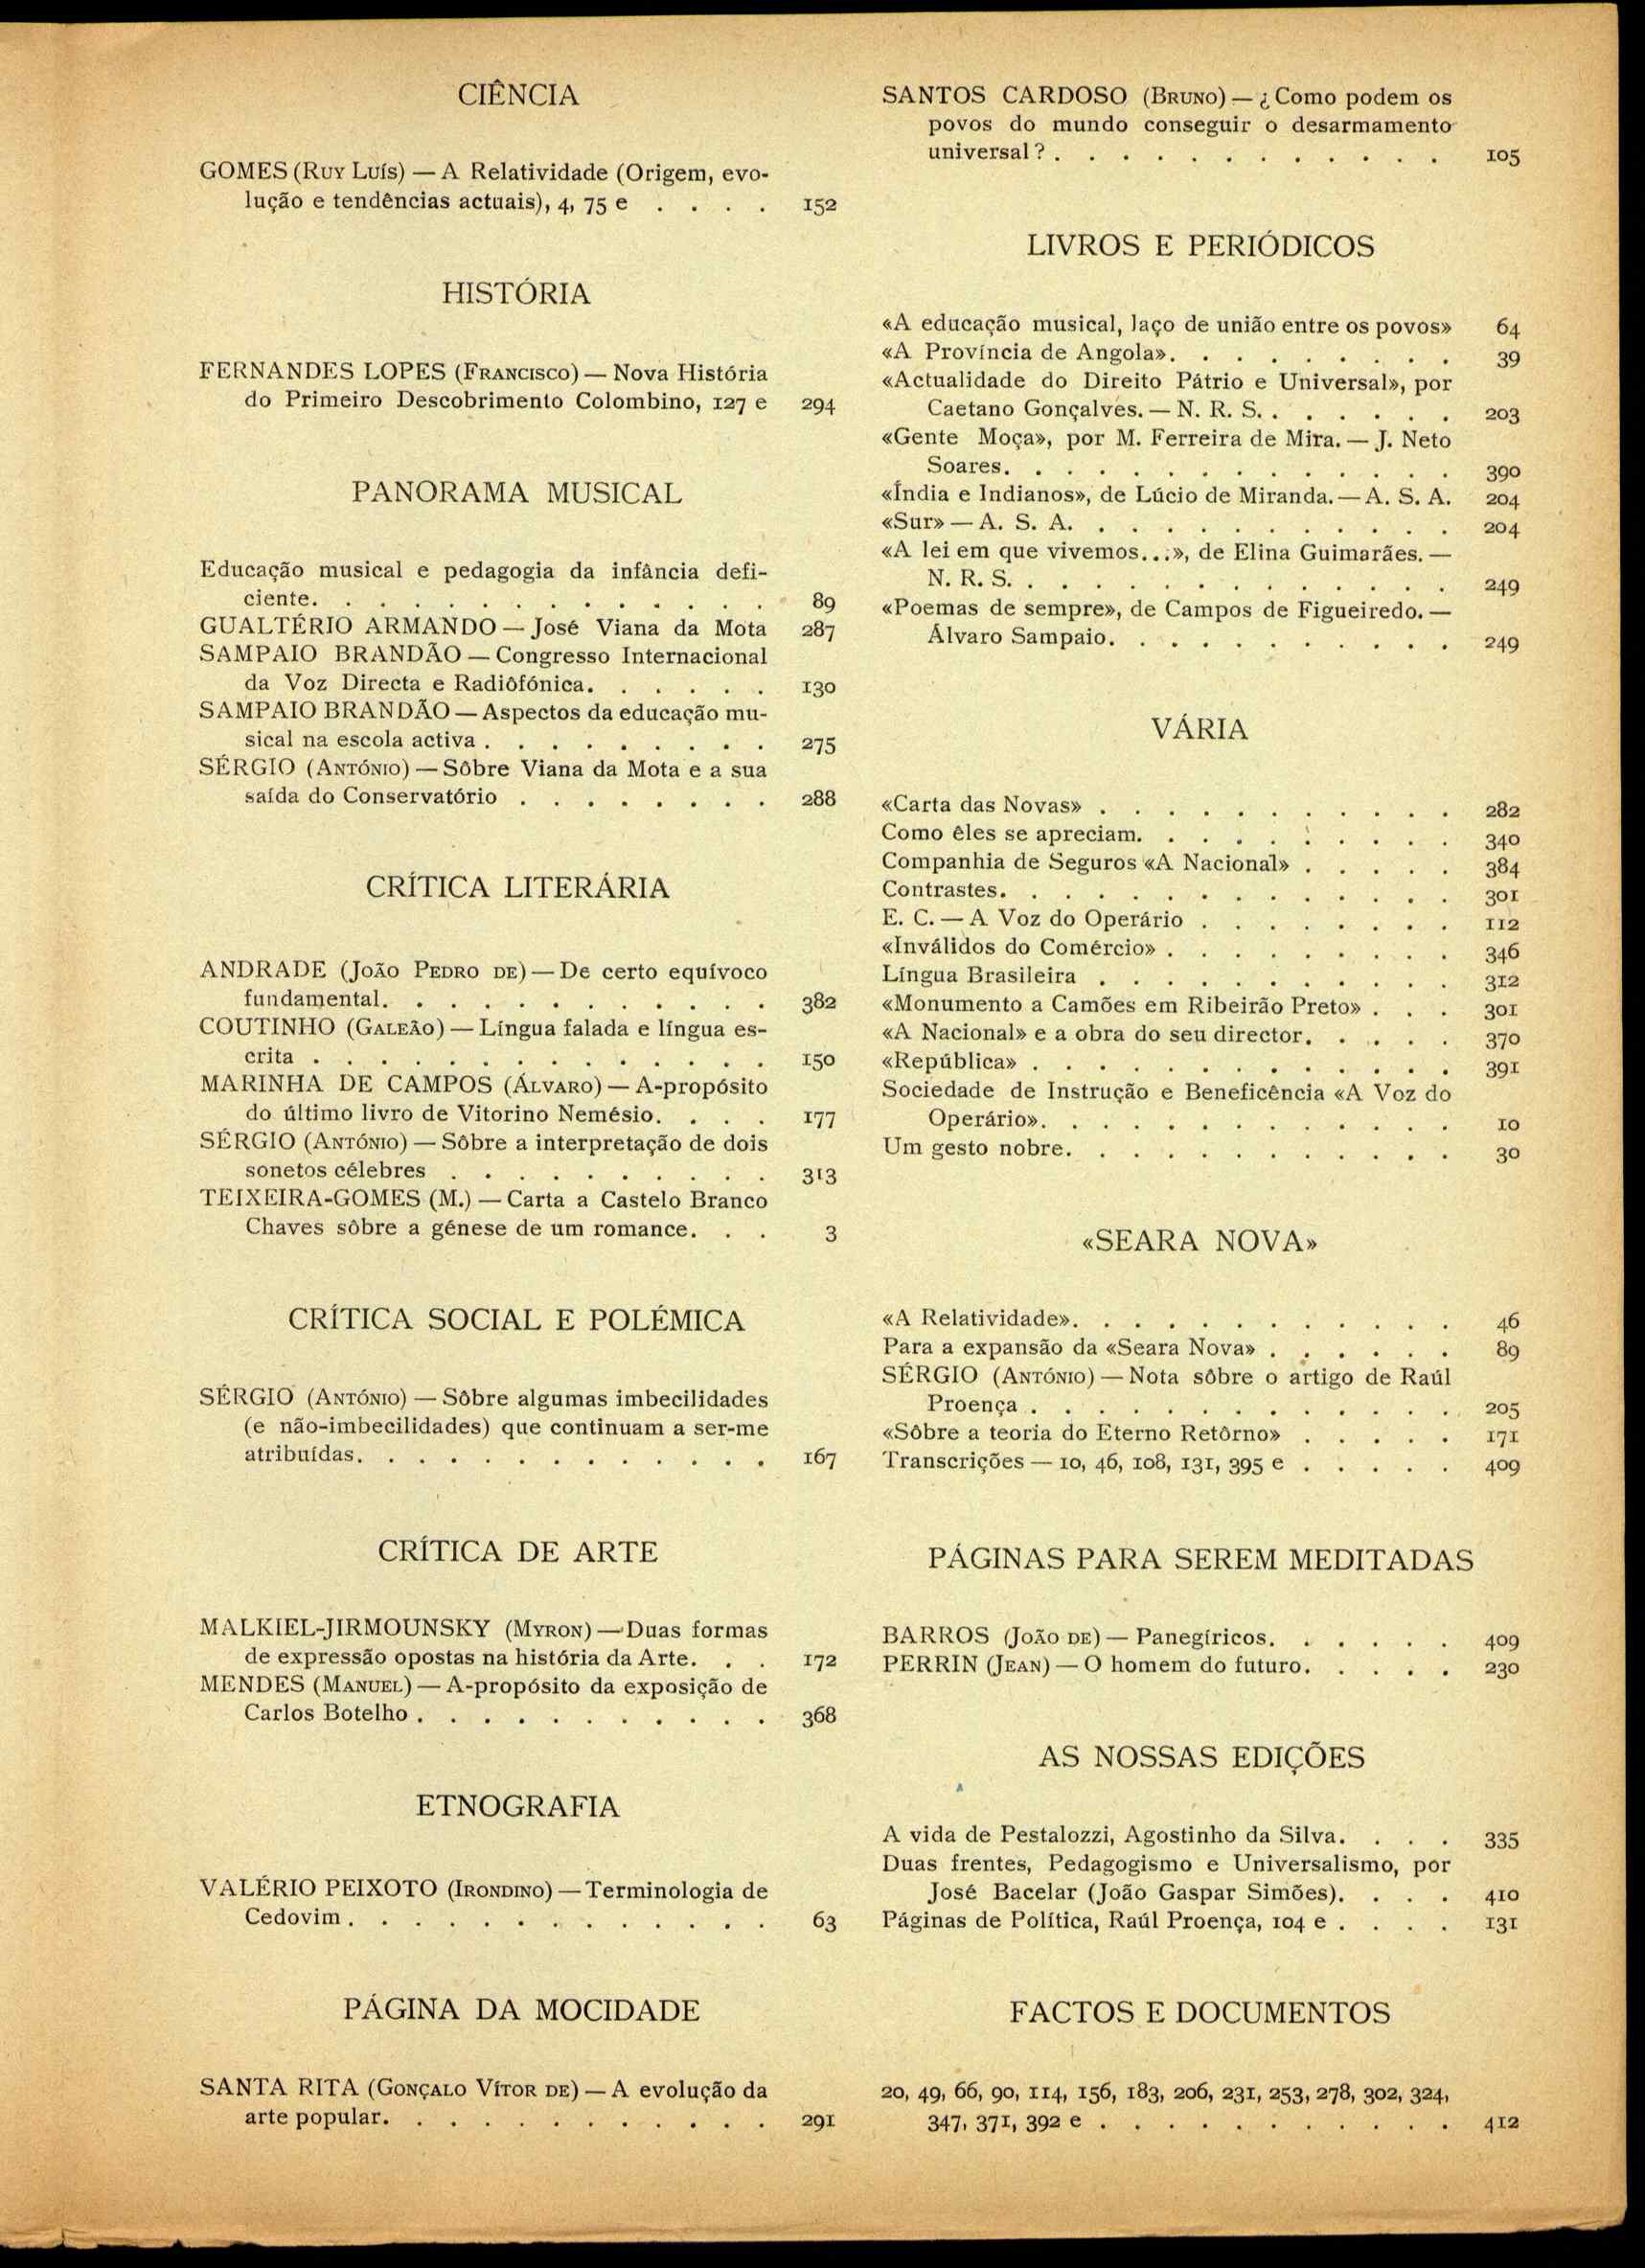 CIÊNCIA
GOMES (Ruy Luís) — A Relatividade (Origem, evo-
lução e tendências actuais), 4, 75 e . . . . 152
HISTÓRIA
FERNANDES LOPES (Francisco) — Nova História
do Primeiro Descobrimento Colombino, 127 e 294
PANORAMA MUSICAL
Educação musical e pedagogia da infância defi-
ciente. . . . . . . . . . . . . . 89
GUALTÉRIO ARMANDO — José Viana da Mota 287
SAMPAIO BRANDÃO — Congresso Internacional
da Voz Directa e Radiôfónica. . . . . . 130
SAMPAIO BRANDÃO — Aspectos da educação mu-
sical na escola activa . . . . . . . . . 275
SÉRGIO (António) — Sôbre Viana da Mota e a sua
saída do Conservatório . . . . . . . . 288
CRÍTICA LITERÁRIA
ANDRADE (João Pedro de) — De certo equívoco
fundamental. . . . . . . . . . . . 382
COUTINHO (Galeão) — Língua falada e língua es-
crita . . . . . . . . . . . . . . 150
MARINHA DE CAMPOS (Álvaro) — A-propósito
do último livro de Vitorino Nemésio. . . . 177
SÉRGIO (António) — Sôbre a interpretação de dois
sonetos célebres . . . . . . . . . . 313
TEIXEIRA-GOMES (M.) — Carta a Castelo Branco
Chaves sôbre a génese de um romance. . . 3
CRÍTICA SOCIAL E POLÉMICA
SÉRGIO (António) — Sôbre algumas imbecilidades
(e não-imbecilidades) que continuam a ser-me
atribuídas. . . . . . . . . . . . . 167
CRÍTICA DE ARTE
MALKIEL-JIRMOUNSKY (Myron) — Duas formas
de expressão opostas na história da Arte. . . 172
MENDES (Manuel) — A-propósito da exposição de
Carlos Botelho . . . . . . . . . . . 368
ETNOGRAFIA
VALÉRIO PEIXOTO (Irondino) — Terminologia de
Cedovim . . . . . . . . . . . . . 63
PÁGINA DA MOCIDADE
SANTA RITA (Gonçalo Vítor de) — A evolução da
arte popular. . . . . . . . . . . . 291
SANTOS CARDOSO (Bruno) — ¿ Como podem os
povos do mundo conseguir o desarmamento
universal ? . . . . . . . . . . . . 105
LIVROS E PERIÓDICOS
«A educação musical, laço de união entre os povos» 64
«A Província de Angola». . . . . . . . . 39
«Actualidade do Direito Pátrio e Universal», por
Caetano Gonçalves. — N. R. S. . . . . . . 203
«Gente Moça», por M. Ferreira de Mira. — J. Neto
Soares. . . . . . . . . . . . . . 390
«Índia e Indianos», de Lúcio de Miranda. — A. S. A. 204
«Sur» — A. S. A. . . . . . . . . . . . 204
«A lei em que vivemos...», de Elina Guimarães. —
N. R. S. . . . . . . . . . . . . . 249
«Poemas de sempre», de Campos de Figueiredo. —
Álvaro Sampaio. . . . . . . . . . . 249
VÁRIA
«Carta das Novas» . . . . . . . . . . . 282
Como êles se apreciam. . . . . . . . . . 340
Companhia de Seguros «A Nacional» . . . . . 384
Contrastes. . . . . . . . . . . . . . 301
E. C. — A Voz do Operário . . . . . . . . 112
«Inválidos do Comércio» . . . . . . . . . 346
Língua Brasileira . . . . . . . . . . . 312
«Monumento a Camões em Ribeirão Preto» . . . 301
«A Nacional» e a obra do seu director. . . . . 370
«República» . . . . . . . . . . . . . 391
Sociedade de Instrução e Beneficência «A Voz do
Operário». . . . . . . . . . . . . 10
Um gesto nobre. . . . . . . . . . . . 30
«SEARA NOVA»
«A Relatividade». . . . . . . . . . . . 46
Para a expansão da «Seara Nova» . . . . . . 89
SÉRGIO (António) — Nota sôbre o artigo de Raúl
Proença . . . . . . . . . . . . . 205
«Sôbre a teoria do Eterno Retôrno» . . . . . 171
Transcrições — 10, 46, 108, 131, 395 e . . . . . 409
PÁGINAS PARA SEREM MEDITADAS
BARROS (João de) — Panegíricos. . . . . . 409
PERRIN (Jean) — O homem do futuro. . . . . 230
AS NOSSAS EDIÇÕES
A vida de Pestalozzi, Agostinho da Silva. . . . 335
Duas frentes, Pedagogismo e Universalismo, por
José Bacelar (João Gaspar Simões). . . . 410
Páginas de Política, Raúl Proença, 104 e . . . . 131
FACTOS E DOCUMENTOS
20, 49, 66, 90, 114, 156, 183, 206, 231, 253, 278, 302, 324,
347, 371, 392 e . . . . . . . . . . . 412